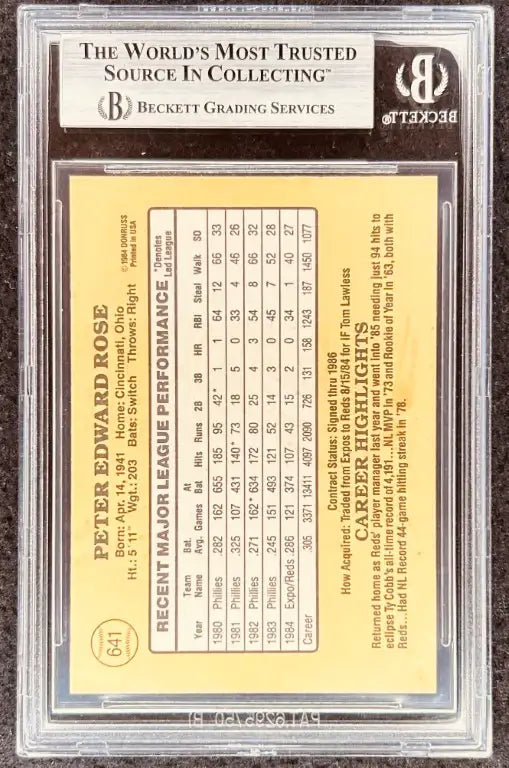 THE WORLD'S MOST TRUSTED
SOURCE IN COLLECTING™
B BECKETT GRADING SERVICES
B
BECKETT®
641
PETER EDWARD ROSE
© 1984 DONRUSS
Printed in USA
Born: Apr. 14, 1941 Home: Cincinnati, Ohio
Ht.: 5'11" Wgt.: 203 Bats: Switch Throws: Right
RECENT MAJOR LEAGUE PERFORMANCE
*Denotes
Led League
Year Team Name Bat. Avg. Games At Bat Hits Runs 2B 3B HR RBI Steal Walk SO
1980 Phillies .282 162 655 185 95 42* 1 1 64 12 66 33
1981 Phillies .325 107 431 140* 73 18 5 0 33 4 46 26
1982 Phillies .271 162* 634 172 80 25 4 3 54 8 66 32
1983 Phillies .245 151 493 121 52 14 3 0 45 7 52 28
1984 Expo/Reds .286 121 374 107 43 15 2 0 34 1 40 27
Career .305 3371 13411 4097 2090 726 131 158 1243 187 1450 1077
Contract Status: Signed thru 1986
How Acquired: Traded from Expos to Reds 8/15/84 for IF Tom Lawless
CAREER HIGHLIGHTS
Returned home as Reds' player manager last year and went into '85 needing just 94 hits to
eclipse Ty Cobb's all-time record of 4,191...NL MVP in '73 and Rookie of Year in '63, both with
Reds...Had NL Record 44-game hitting streak in '78.